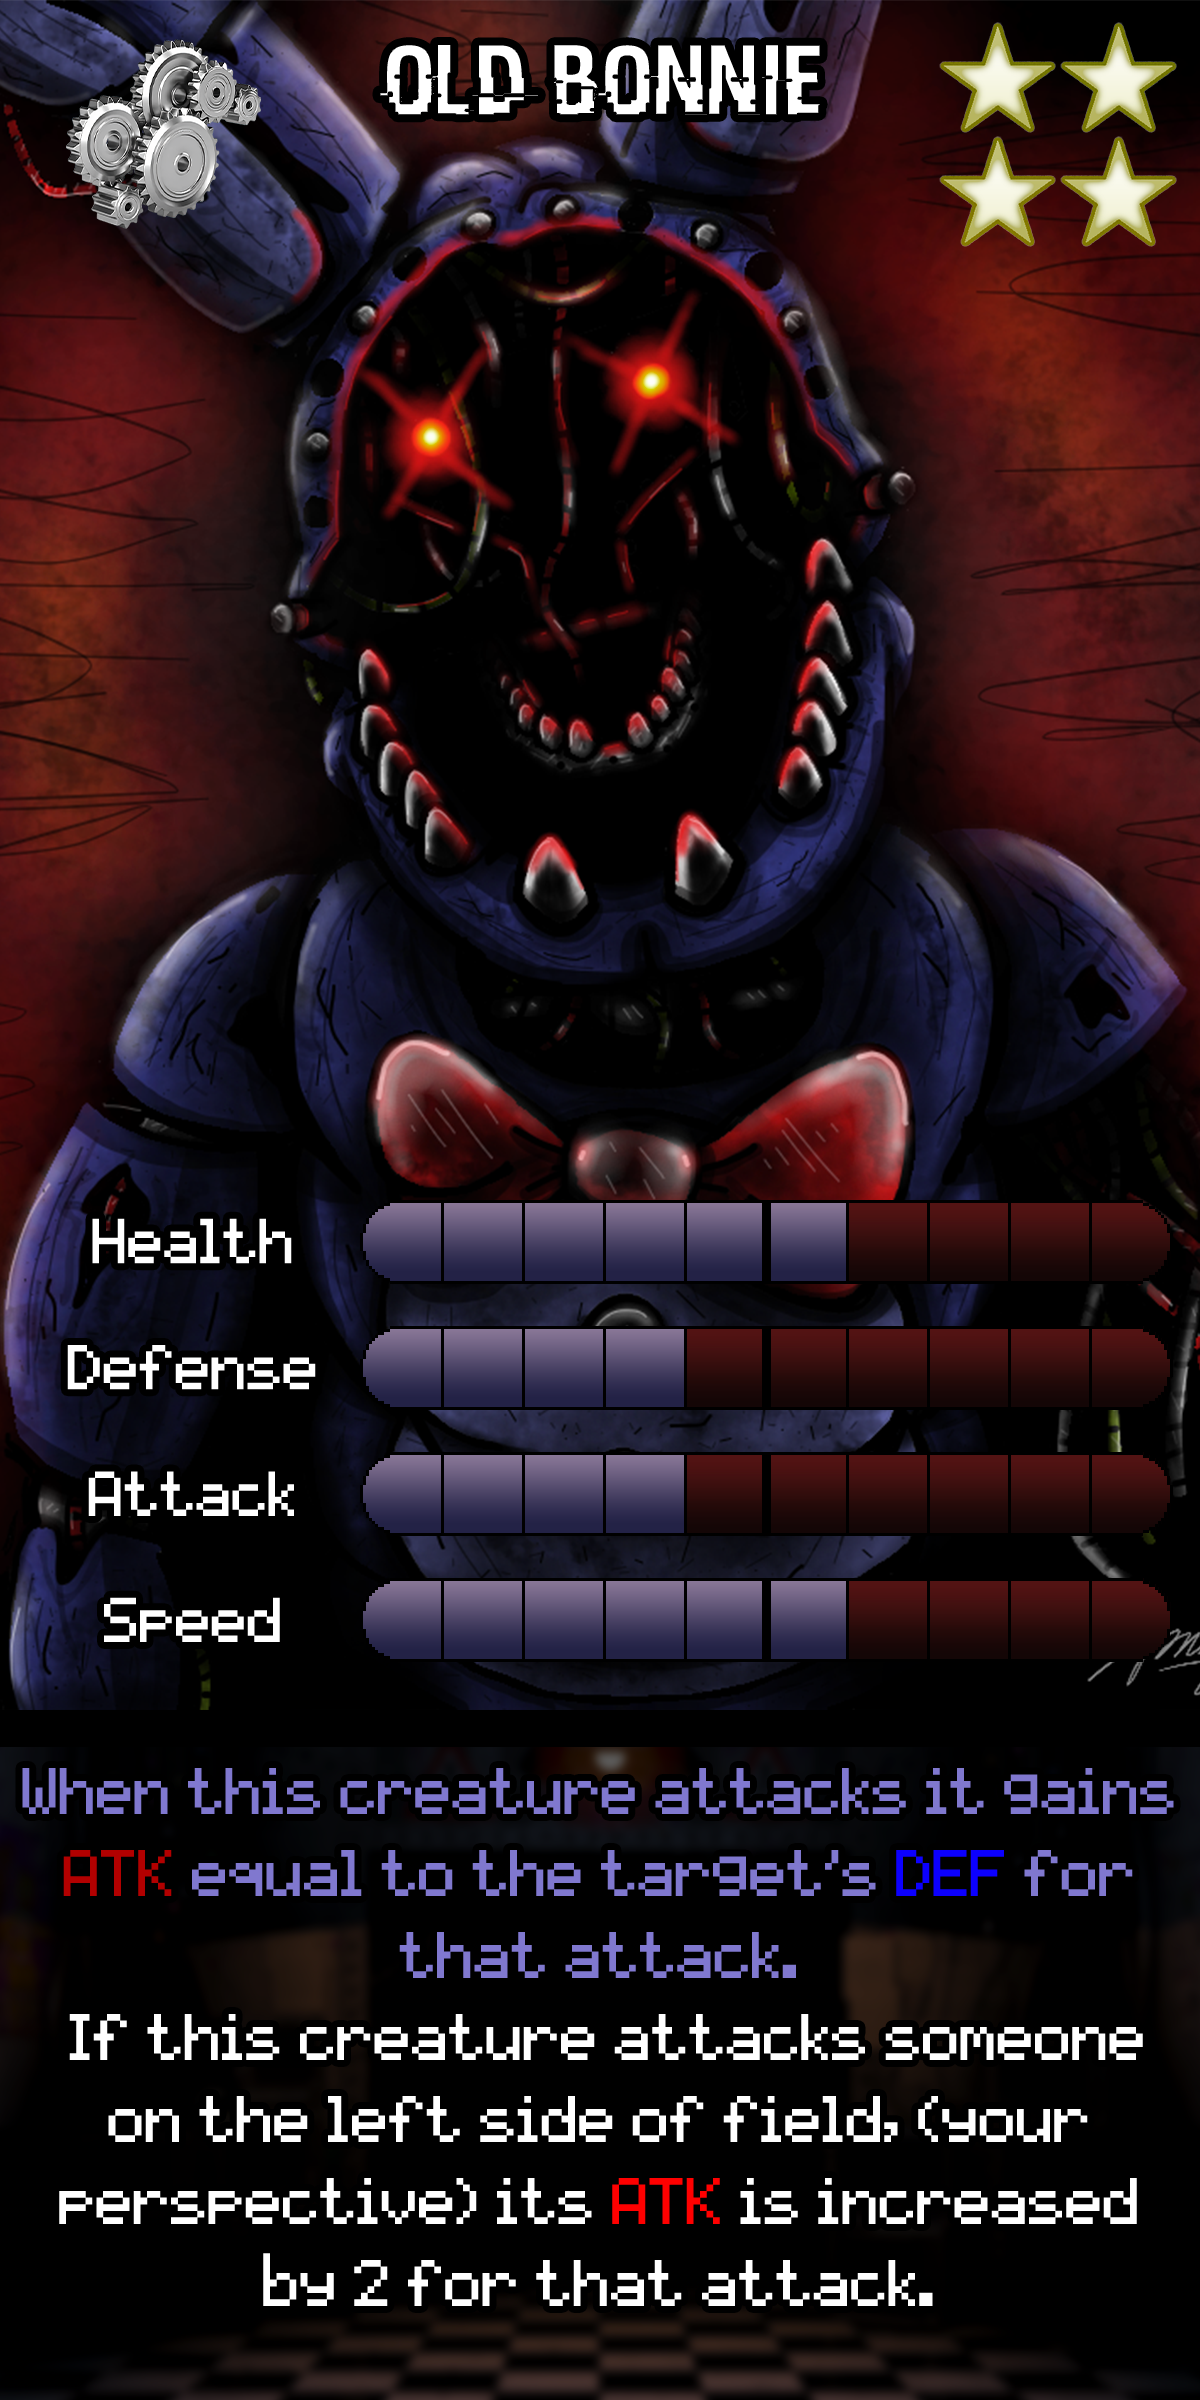 OLD BONNIE
Health
Defense
Attack
Speed
When this creature attacks it gains
ATK equal to the target's DEF for
that attack.
If this creature attacks someone
on the left side of field, (your
perspective) its ATK is increased
by 2 for that attack.